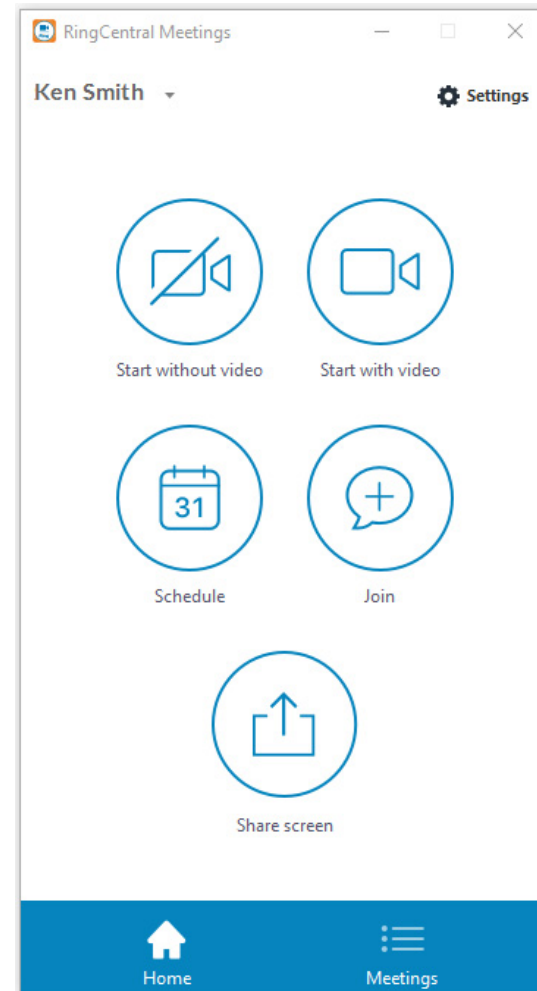 RingCentral Meetings
Ken Smith
Settings
Start without video
Start with video
31
Schedule
Join
Share screen
Home
Meetings